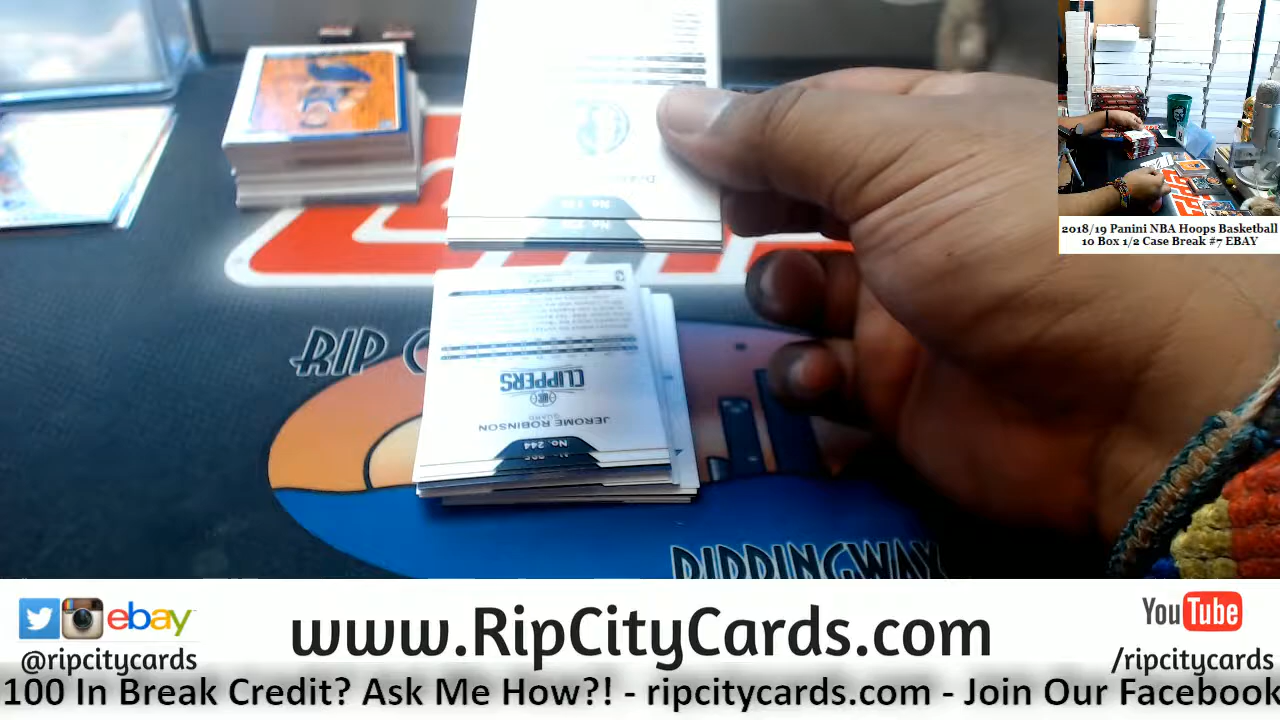 2018/19 Panini NBA Hoops Basketball
10 Box 1/2 Case Break #7 EBAY
No. 244
JEROME ROBINSON
GUARD
CLIPPERS
RIP C
RIPPINGWAY
ebay
@ripcitycards
www.RipCityCards.com
YouTube
/ripcitycards
100 In Break Credit? Ask Me How?! - ripcitycards.com - Join Our Facebook